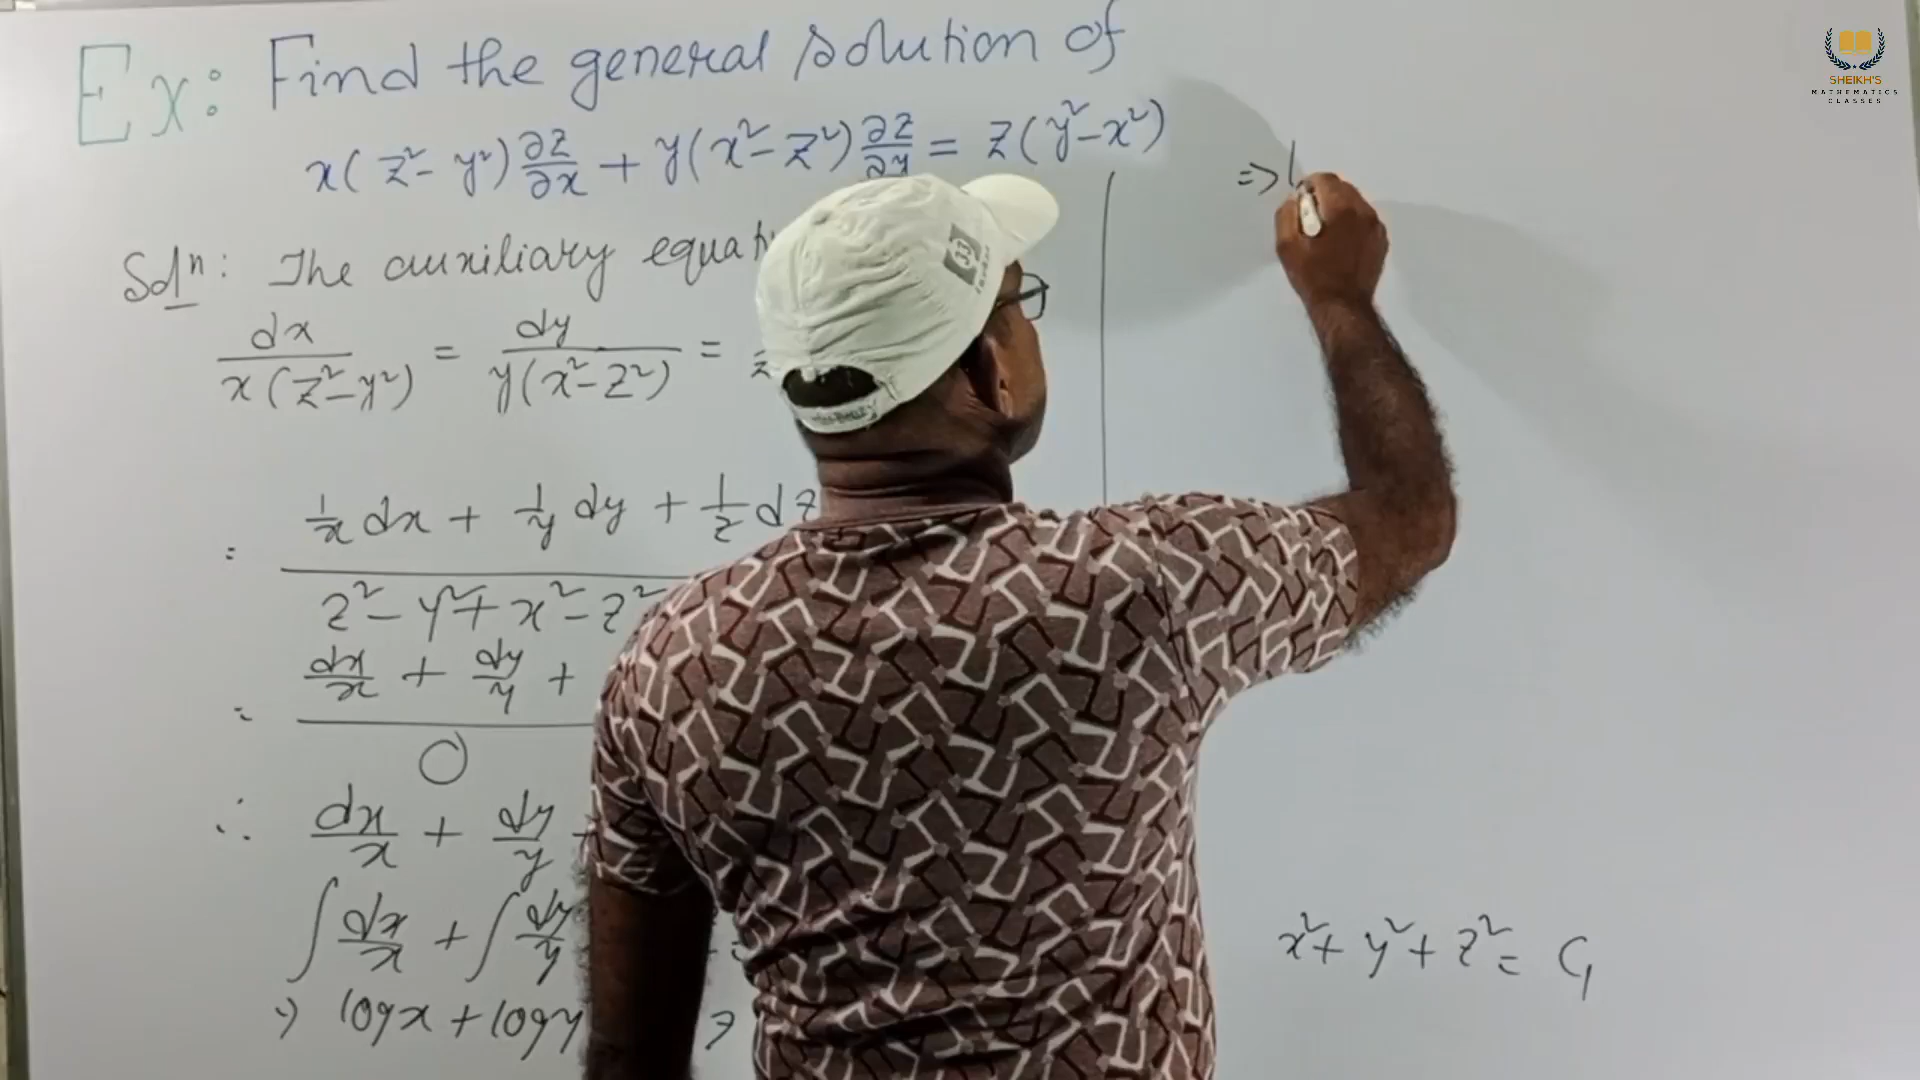 Ex: Find the general solution of
x(z²- y²)∂z/∂x + y(x²- z²)∂z/∂y = z(y²-x²)
Solⁿ: The auxiliary
dx/x(z²-y²) = dy/y(x²-z²) =
= 1/x dx + 1/y dy + 1/z dz
z²- y²+ x²- z²
= dx/x + dy/y +
0
∴ dx/x + dy/y
∫dx/x + ∫dy/y
⇒ log x + log y
⇒
x²+ y²+ z² = C₁
SHEIKH'S
MATHEMATICS
CLASSES